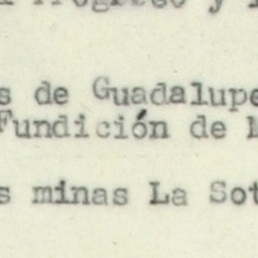 s de Guadalupe
Fundición de
s minas La Sot